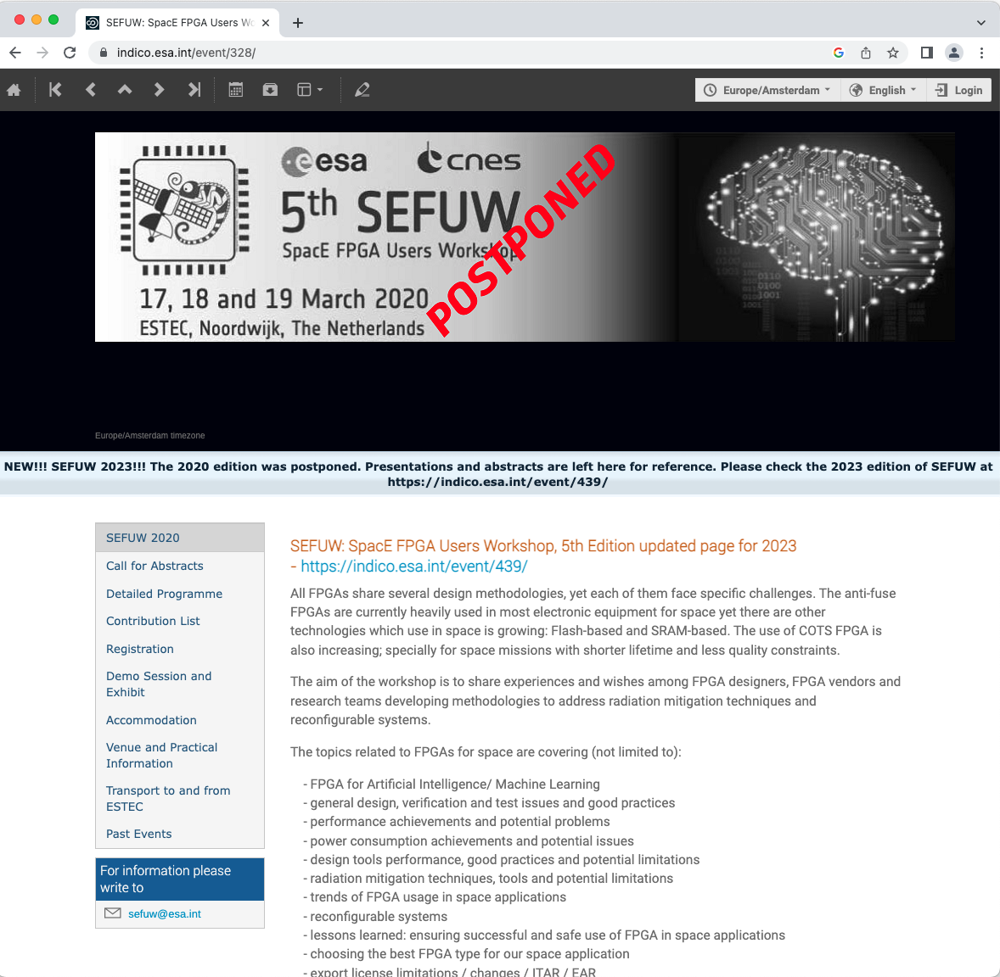 SEFUW: SpacE FPGA Users Wo
indico.esa.int/event/328/
Europe/Amsterdam
English
Login
esa
cnes
5th SEFUW
SpacE FPGA Users Workshop
17, 18 and 19 March 2020
ESTEC, Noordwijk, The Netherlands
POSTPONED
0110
1001
0110
0100
1001
Europe/Amsterdam timezone
NEW!!! SEFUW 2023!!! The 2020 edition was postponed. Presentations and abstracts are left here for reference. Please check the 2023 edition of SEFUW at
https://indico.esa.int/event/439/
SEFUW 2020
Call for Abstracts
Detailed Programme
Contribution List
Registration
Demo Session and
Exhibit
Accommodation
Venue and Practical
Information
Transport to and from
ESTEC
Past Events
For information please
write to
sefuw@esa.int
SEFUW: SpacE FPGA Users Workshop, 5th Edition updated page for 2023
- https://indico.esa.int/event/439/
All FPGAs share several design methodologies, yet each of them face specific challenges. The anti-fuse
FPGAs are currently heavily used in most electronic equipment for space yet there are other
technologies which use in space is growing: Flash-based and SRAM-based. The use of COTS FPGA is
also increasing; specially for space missions with shorter lifetime and less quality constraints.
The aim of the workshop is to share experiences and wishes among FPGA designers, FPGA vendors and
research teams developing methodologies to address radiation mitigation techniques and
reconfigurable systems.
The topics related to FPGAs for space are covering (not limited to):
- FPGA for Artificial Intelligence/ Machine Learning
- general design, verification and test issues and good practices
- performance achievements and potential problems
- power consumption achievements and potential issues
- design tools performance, good practices and potential limitations
- radiation mitigation techniques, tools and potential limitations
- trends of FPGA usage in space applications
- reconfigurable systems
- lessons learned: ensuring successful and safe use of FPGA in space applications
- choosing the best FPGA type for our space application
- export license limitations / changes / ITAR / EAR